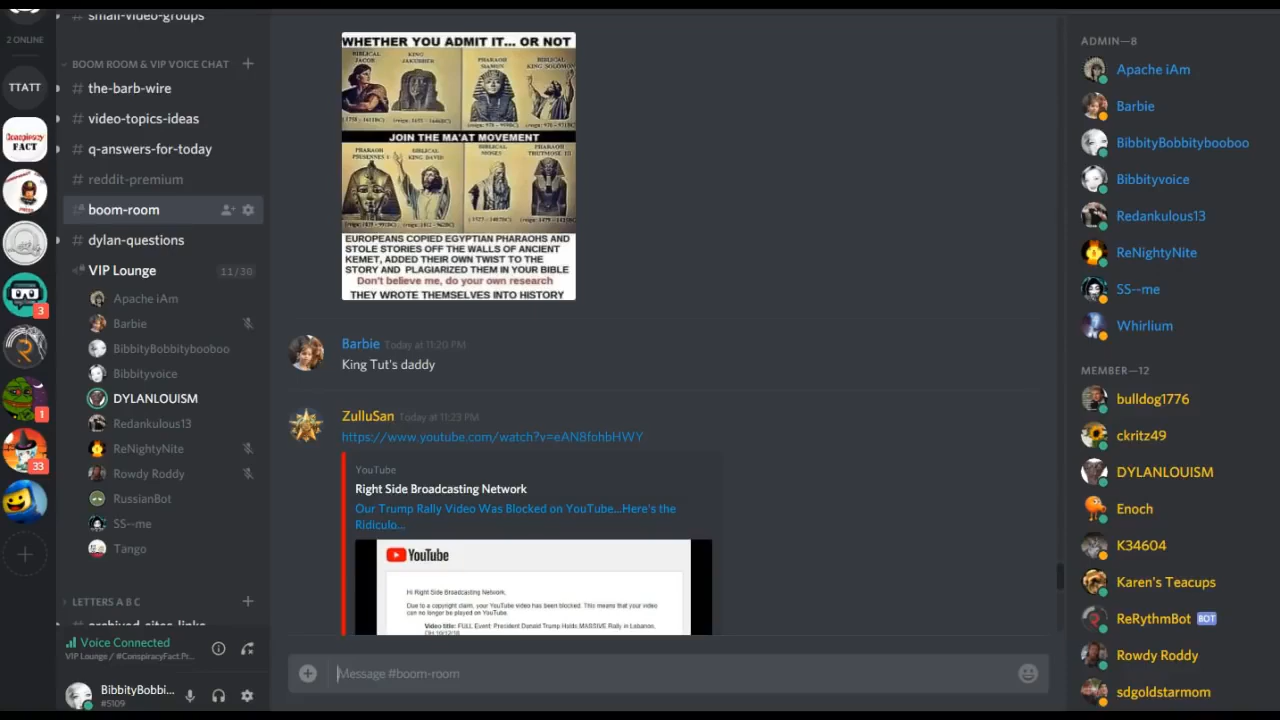 small-video-groups
2 ONLINE
BOOM ROOM & VIP VOICE CHAT
TTATT
the-barb-wire
video-topics-ideas
Conspiracy
FACT
q-answers-for-today
reddit-premium
boom-room
dylan-questions
VIP Lounge 11/30
Apache iAm
3
Barbie
BibbityBobbitybooboo
Bibbityvoice
DYLANLOUISM
1
Redankulous13
ReNightyNite
33
Rowdy Roddy
RussianBot
SS--me
Tango
LETTERS A B C
archived-sites-links
Voice Connected
VIP Lounge / #ConspiracyFact.Pr...
BibbityBobbi...
#5109
WHETHER YOU ADMIT IT... OR NOT
BIBLICAL
JACOB
KING
PHARAOH
SIAMON
BIBLICAL
KING SOLOMON
JOIN THE MA'AT MOVEMENT
PHARAOH
PSUSENNES I
BIBLICAL
KING DAVID
BIBLICAL
MOSES
PHARAOH
THUTMOSE III
EUROPEANS COPIED EGYPTIAN PHARAOHS AND
STOLE STORIES OFF THE WALLS OF ANCIENT
KEMET, ADDED THEIR OWN TWIST TO THE
STORY AND PLAGIARIZED THEM IN YOUR BIBLE
Don't believe me, do your own research
THEY WROTE THEMSELVES INTO HISTORY
Barbie Today at 11:20 PM
King Tut's daddy
ZulluSan Today at 11:23 PM
https://www.youtube.com/watch?v=eAN8fohbHWY
YouTube
Right Side Broadcasting Network
Our Trump Rally Video Was Blocked on YouTube...Here's the
Ridiculo...
YouTube
Hi Right Side Broadcasting Network,
Due to a copyright claim, your YouTube video has been blocked. This means that your video
can no longer be played on YouTube.
Video title: FULL Event: President Donald Trump Holds MASSIVE Rally in Lebanon,
OH 10/12/18
Message #boom-room
ADMIN—8
Apache iAm
Barbie
BibbityBobbitybooboo
Bibbityvoice
Redankulous13
ReNightyNite
SS--me
Whirlium
MEMBER—12
bulldog1776
ckritz49
DYLANLOUISM
Enoch
K34604
Karen's Teacups
ReRythmBot BOT
Rowdy Roddy
sdgoldstarmom